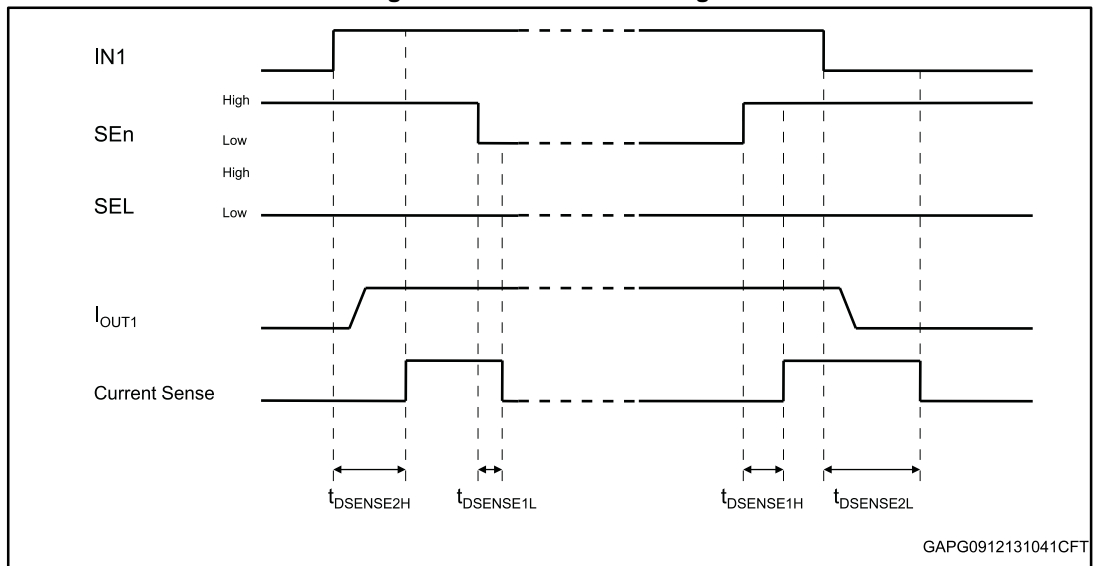 IN1
High
SEn
Low
High
SEL
Low
IOUT1
Current Sense
tDSENSE2H
tDSENSE1L
tDSENSE1H
tDSENSE2L
GAPG0912131041CFT